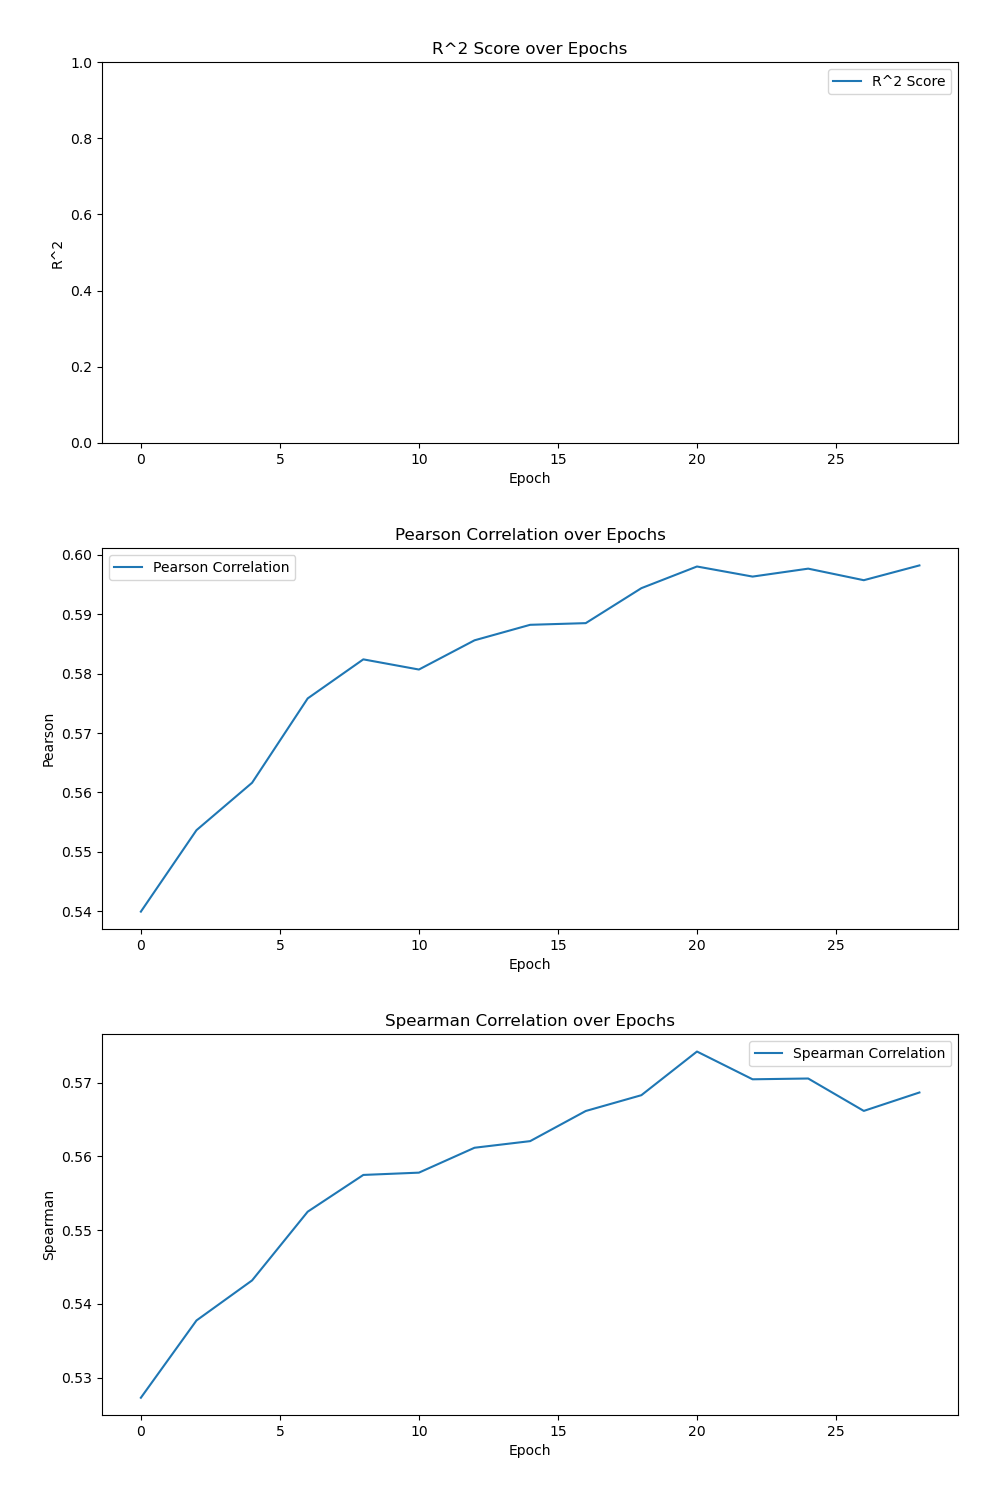 R^2 Score over Epochs
1.0
R^2 Score
0.8
0.6
R^2
0.4
0.2
0.0
0 5 10 15 20 25
Epoch
Pearson Correlation over Epochs
0.60
Pearson Correlation
0.59
0.58
0.57
Pearson
0.56
0.55
0.54
0 5 10 15 20 25
Epoch
Spearman Correlation over Epochs
Spearman Correlation
0.57
0.56
0.55
Spearman
0.54
0.53
0 5 10 15 20 25
Epoch